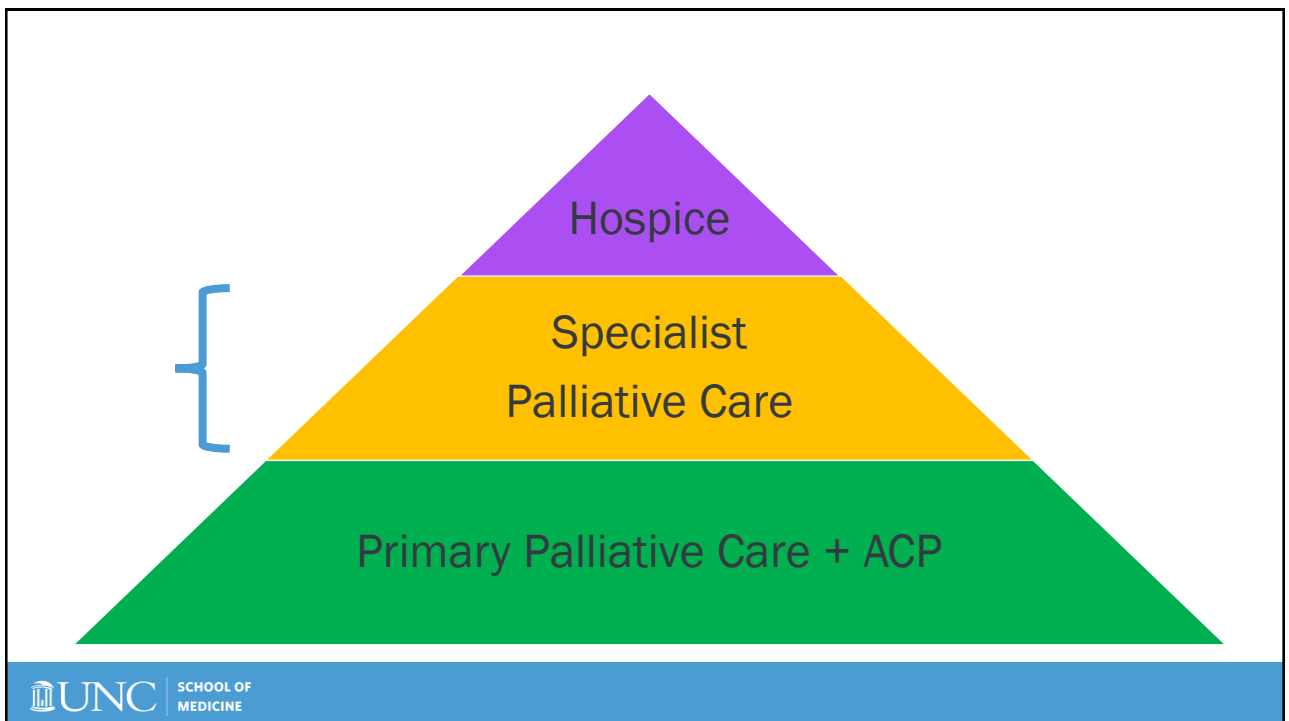 Hospice
Specialist
Palliative Care
Primary Palliative Care + ACP
UNC SCHOOL OF
MEDICINE